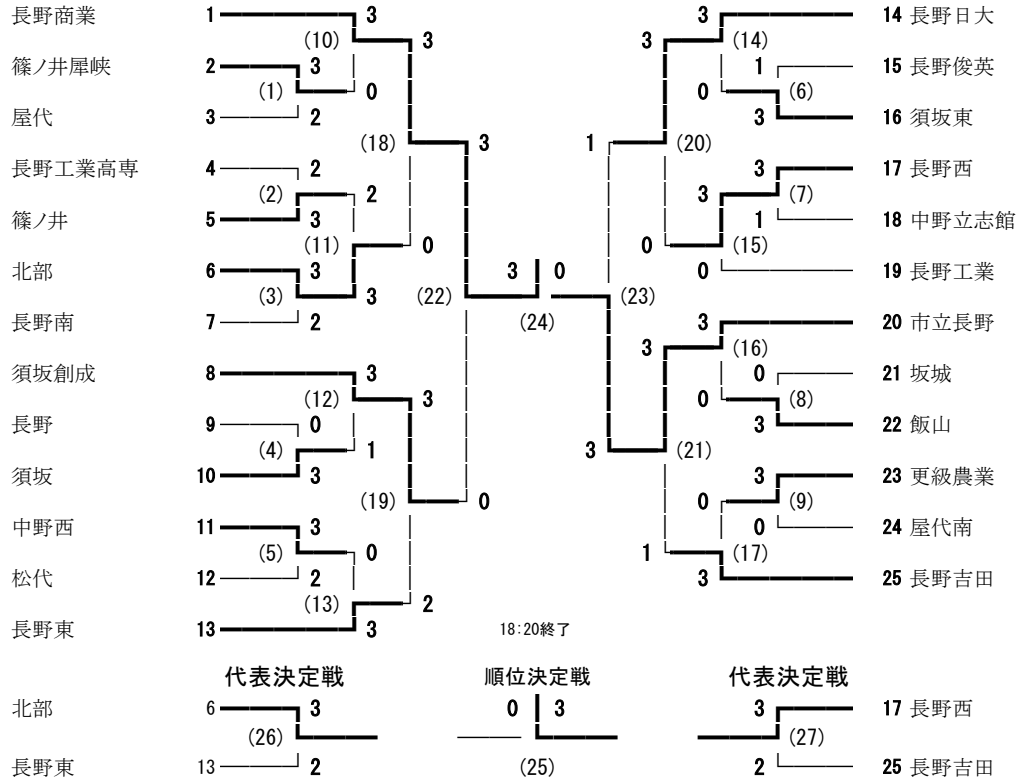 長野商業 1 3 3 14 長野日大
(10) 3 3 (14)
篠ノ井犀峡 2 3 1 15 長野俊英
(1) 0 0 (6)
屋代 3 2 3 16 須坂東
(18) 3 1 (20)
長野工業高専 4 2 3 17 長野西
(2) 2 3 (7)
篠ノ井 5 3 1 18 中野立志館
(11) 0 0 (15)
北部 6 3 3 0 0 19 長野工業
(3) 3 (22) (23)
長野南 7 2 (24) 3 20 市立長野
3 (16)
須坂創成 8 3 0 21 坂城
(12) 3 0 (8)
長野 9 0 3 22 飯山
(4) 1 3 (21)
須坂 10 3 3 23 更級農業
(19) 0 0 (9)
中野西 11 3 0 24 屋代南
(5) 0 1 (17)
松代 12 2 3 25 長野吉田
(13) 2
長野東 13 3 18:20終了
代表決定戦 順位決定戦 代表決定戦
北部 6 3 0 3 3 17 長野西
(26) (27)
長野東 13 2 (25) 2 25 長野吉田